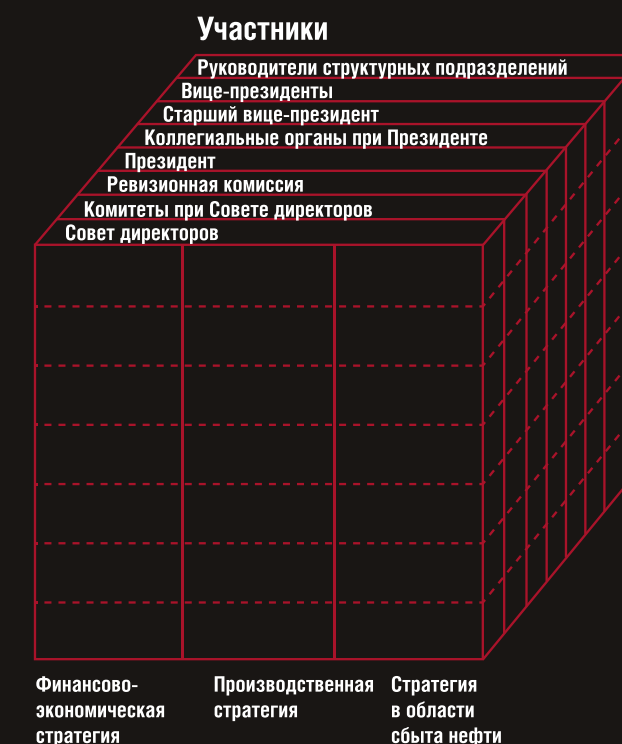 Участники
Руководители структурных подразделений
Вице-президенты
Старший вице-президент
Коллегиальные органы при Президенте
Президент
Ревизионная комиссия
Комитеты при Совете директоров
Совет директоров
Финансово-
экономическая
стратегия
Производственная
стратегия
Стратегия
в области
сбыта нефти